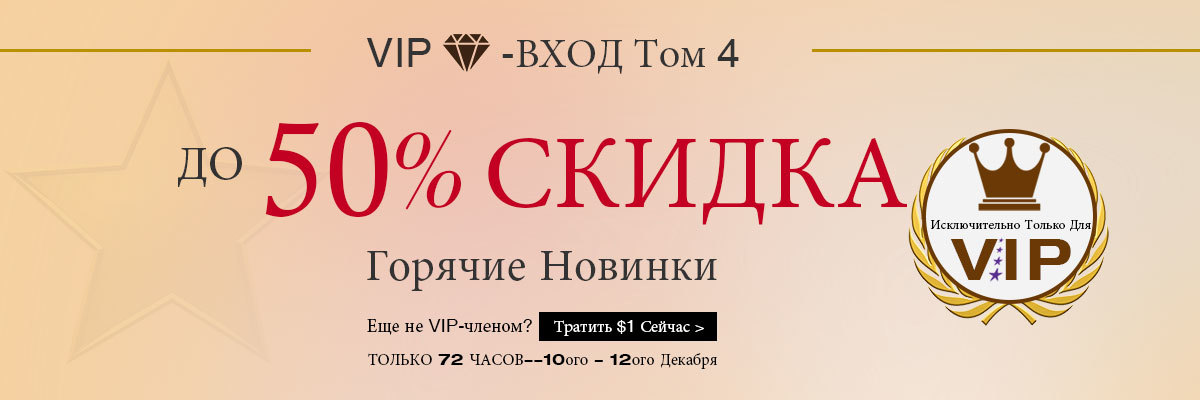 VIP -ВХОД Том 4
ДО 50% СКИДКА
Исключительно Только Для
VIP
Горячие Новинки
Еще не VIP-членом? Тратить $1 Сейчас >
ТОЛЬКО 72 ЧАСОВ--10ого – 12ого Декабря